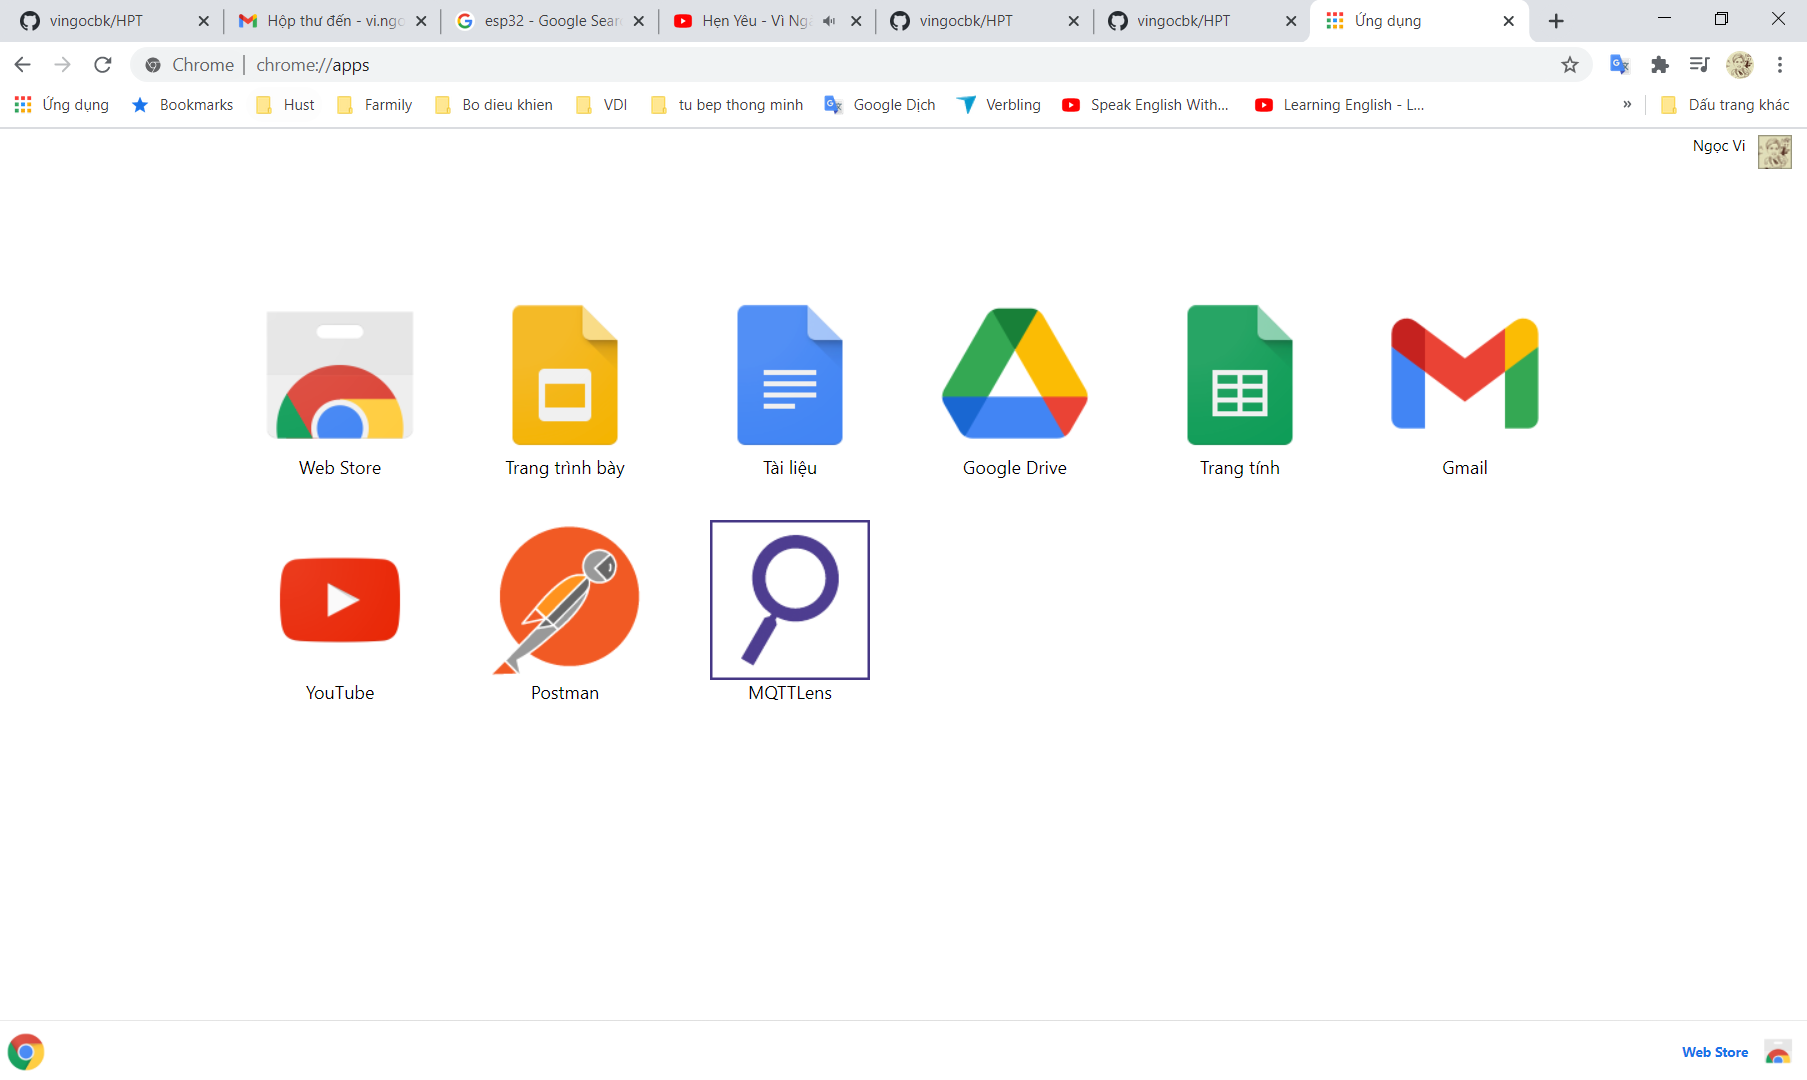 vingocbk/HPT
Hộp thư đến - vi.ngo
esp32 - Google Sear
Hẹn Yêu - Vì Ngà
vingocbk/HPT
vingocbk/HPT
Ứng dụng
Chrome | chrome://apps
Ứng dụng
Bookmarks
Hust
Farmily
Bo dieu khien
VDI
tu bep thong minh
Google Dịch
Verbling
Speak English With...
Learning English - L...
»
Dấu trang khác
Ngọc Vi
Web Store
Trang trình bày
Tài liệu
Google Drive
Trang tính
Gmail
YouTube
Postman
MQTTLens
Web Store